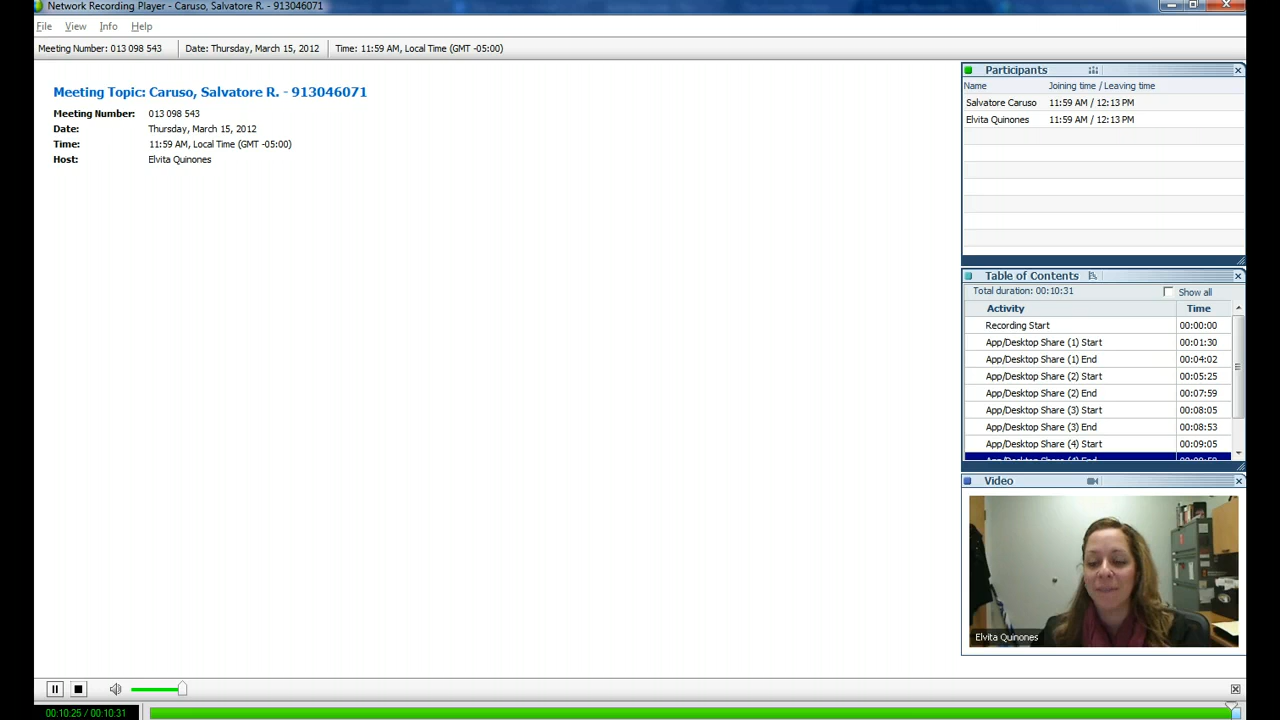 Network Recording Player - Caruso, Salvatore R. - 913046071
File View Info Help
Meeting Number: 013 098 543 Date: Thursday, March 15, 2012 Time: 11:59 AM, Local Time (GMT -05:00)
Meeting Topic: Caruso, Salvatore R. - 913046071
Meeting Number: 013 098 543
Date: Thursday, March 15, 2012
Time: 11:59 AM, Local Time (GMT -05:00)
Host: Elvita Quinones
Participants
Name Joining time / Leaving time
Salvatore Caruso 11:59 AM / 12:13 PM
Elvita Quinones 11:59 AM / 12:13 PM
Table of Contents
Total duration: 00:10:31 Show all
Activity Time
Recording Start 00:00:00
App/Desktop Share (1) Start 00:01:30
App/Desktop Share (1) End 00:04:02
App/Desktop Share (2) Start 00:05:25
App/Desktop Share (2) End 00:07:59
App/Desktop Share (3) Start 00:08:05
App/Desktop Share (3) End 00:08:53
App/Desktop Share (4) Start 00:09:05
App/Desktop Share (4) End
Video
Elvita Quinones
00:10:25 / 00:10:31